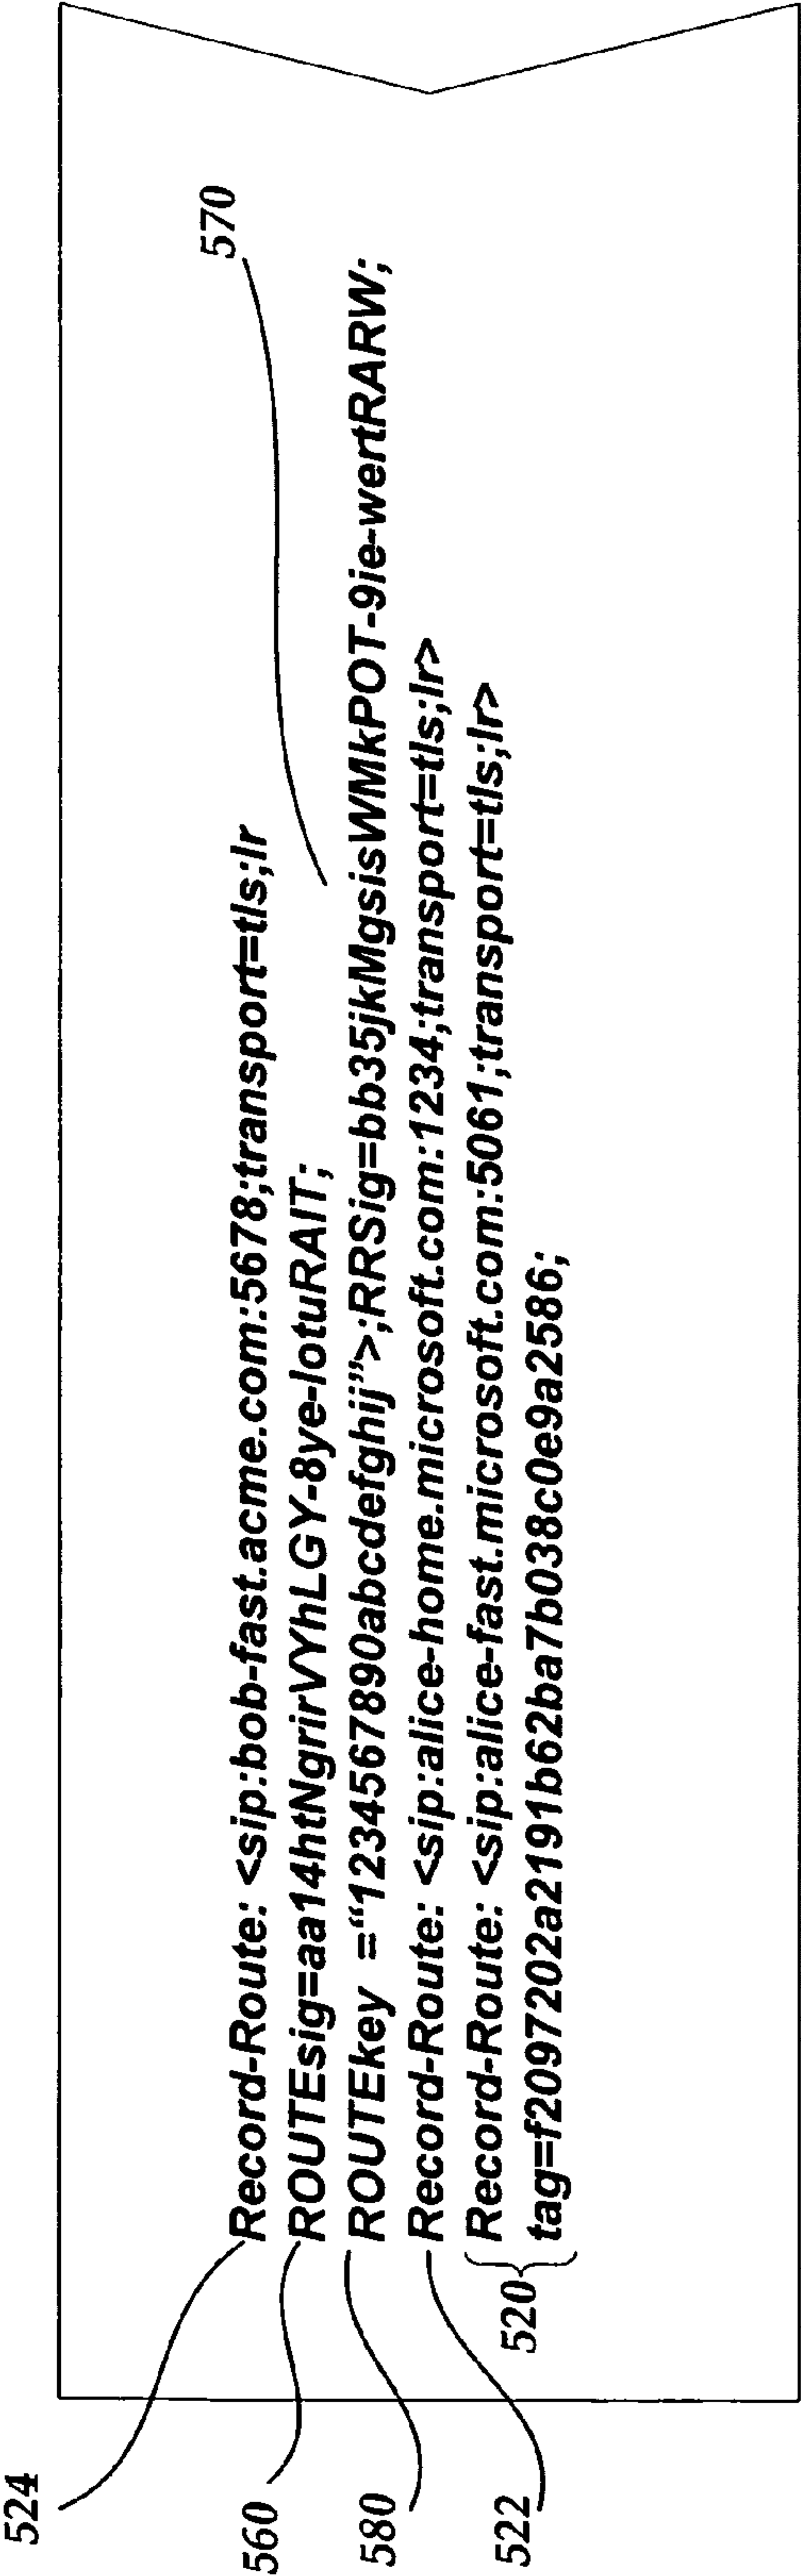 524
570
Record-Route: <sip:bob-fast.acme.com:5678;transport=tls;lr
560
ROUTEsig=aa14htNgrirVYhLGY-8ye-lotuRAIT;
580
ROUTEkey =“1234567890abcdefghij”>;RRSig=bb35jkMgsisWMkPOT-9ie-wertRARW;
522
Record-Route: <sip:alice-home.microsoft.com:1234;transport=tls;lr>
520
Record-Route: <sip:alice-fast.microsoft.com:5061;transport=tls;lr>
tag=f2097202a2191b62ba7b038c0e9a2586;